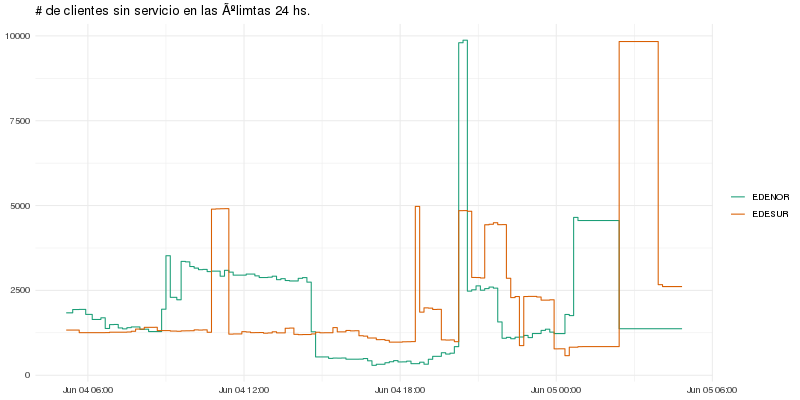 # de clientes sin servicio en las Ãºlimtas 24 hs.
10000
7500
5000
2500
0
Jun 04 06:00 Jun 04 12:00 Jun 04 18:00 Jun 05 00:00 Jun 05 06:00
EDENOR
EDESUR